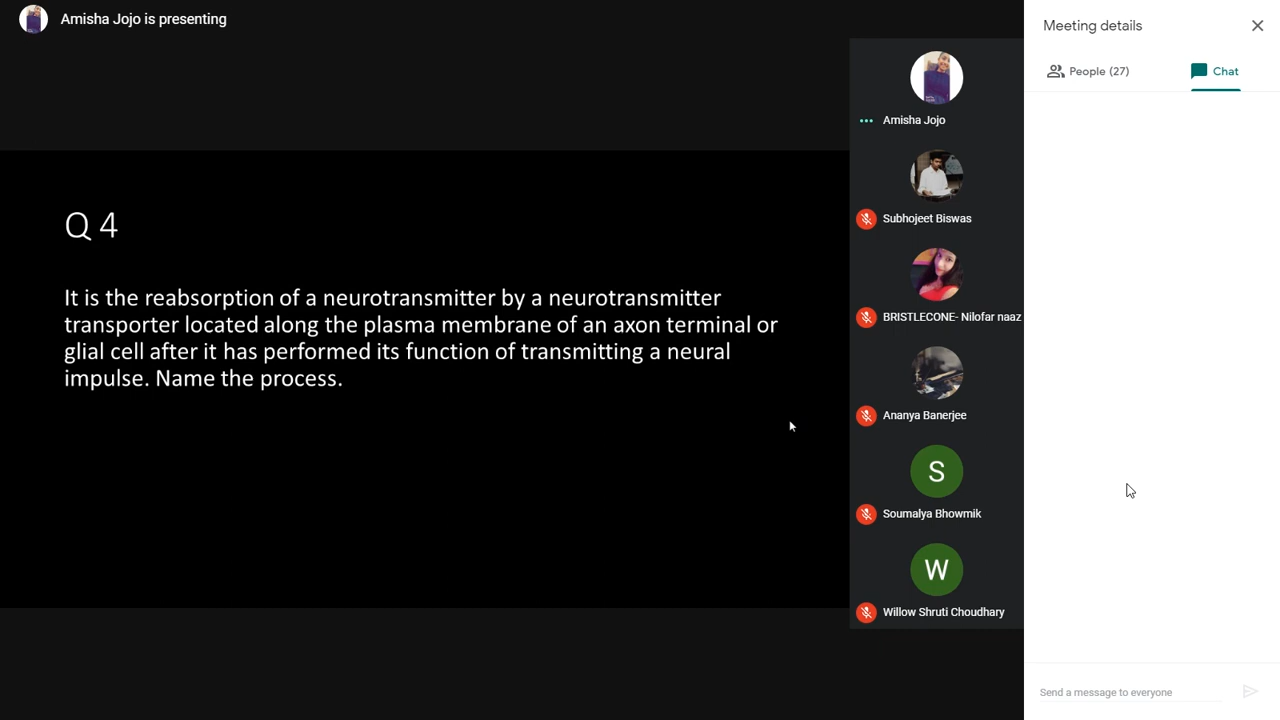 Amisha Jojo is presenting
Q 4
It is the reabsorption of a neurotransmitter by a neurotransmitter
transporter located along the plasma membrane of an axon terminal or
glial cell after it has performed its function of transmitting a neural
impulse. Name the process.
Amisha Jojo
Subhojeet Biswas
BRISTLECONE- Nilofar naaz
Ananya Banerjee
S
Soumalya Bhowmik
W
Willow Shruti Choudhary
Meeting details
People (27)
Chat
Send a message to everyone